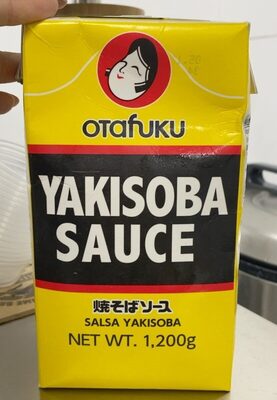 otafuku
YAKISOBA
SAUCE
焼そばソース
SALSA YAKISOBA
NET WT. 1,200g